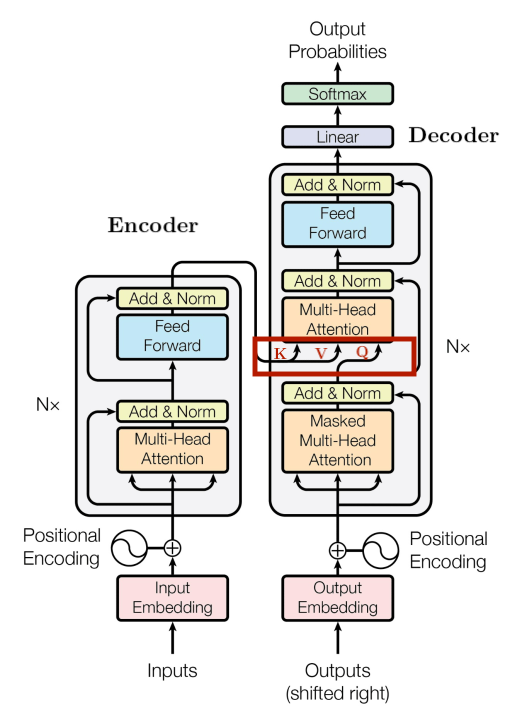 Output
Probabilities
Softmax
Linear
Decoder
Add & Norm
Feed
Forward
Add & Norm
Multi-Head
Attention
K V Q
Add & Norm
Masked
Multi-Head
Attention
N×
Encoder
Add & Norm
Feed
Forward
N×
Add & Norm
Multi-Head
Attention
Positional
Encoding
Positional
Encoding
Input
Embedding
Output
Embedding
Inputs
Outputs
(shifted right)